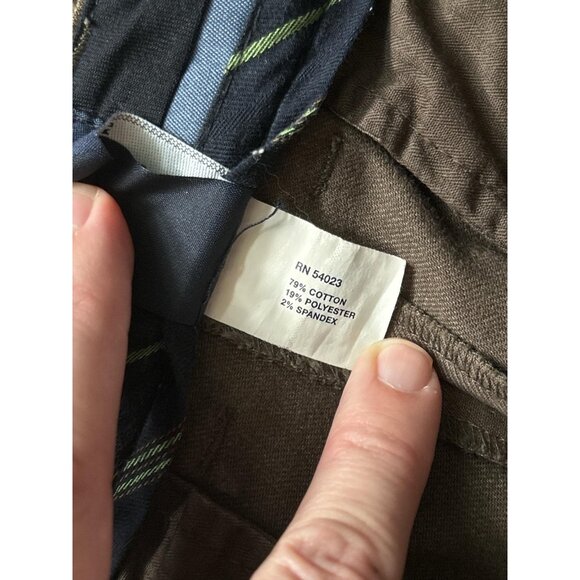 RN 54023
79% COTTON
19% POLYESTER
2% SPANDEX